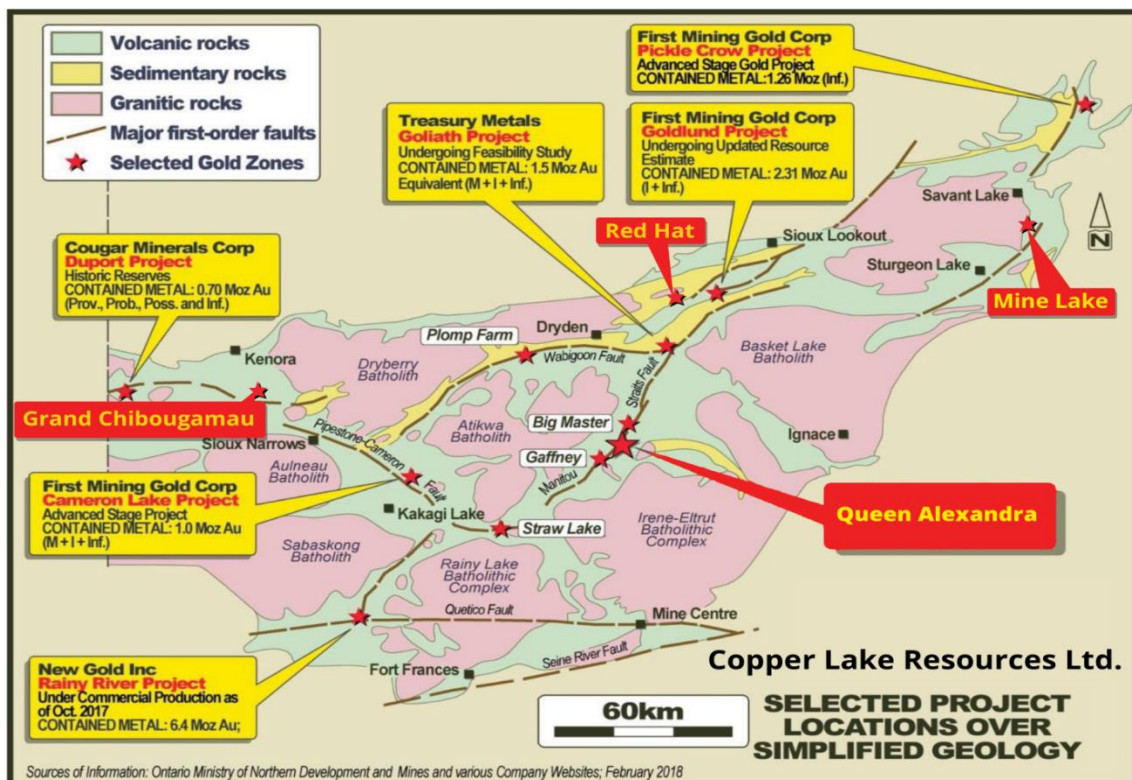 Volcanic rocks
Sedimentary rocks
Granitic rocks
Major first-order faults
Selected Gold Zones
First Mining Gold Corp
Pickle Crow Project
Advanced Stage Gold Project
CONTAINED METAL:1.26 Moz (Inf.)
Treasury Metals
Goliath Project
Undergoing Feasibility Study
CONTAINED METAL: 1.5 Moz Au
Equivalent (M + I + Inf.)
First Mining Gold Corp
Goldlund Project
Undergoing Updated Resource
Estimate
CONTAINED METAL: 2.31 Moz Au
(I + Inf.)
Savant Lake
N
Red Hat
Sioux Lookout
Sturgeon Lake
Mine Lake
Cougar Minerals Corp
Duport Project
Historic Reserves
CONTAINED METAL: 0.70 Moz Au
(Prov., Prob., Poss. and Inf.)
Plomp Farm
Dryden
Wabigoon Fault
Basket Lake
Batholith
Kenora
Dryberry
Batholith
Straits Fault
Grand Chibougamau
Atikwa
Batholith
Big Master
Ignace
Sioux Narrows
Pipestone-Cameron
Fault
Aulneau
Batholith
Gaffney
Manitou
First Mining Gold Corp
Cameron Lake Project
Advanced Stage Project
CONTAINED METAL: 1.0 Moz Au
(M + I + Inf.)
Kakagi Lake
Straw Lake
Queen Alexandra
Irene-Eltrut
Batholithic
Complex
Sabaskong
Batholith
Rainy Lake
Batholithic
Complex
Quetico Fault
Mine Centre
Seine River Fault
Fort Frances
New Gold Inc
Rainy River Project
Under Commercial Production as
of Oct. 2017
CONTAINED METAL: 6.4 Moz Au;
Copper Lake Resources Ltd.
60km
SELECTED PROJECT
LOCATIONS OVER
SIMPLIFIED GEOLOGY
Sources of Information: Ontario Ministry of Northern Development and Mines and various Company Websites; February 2018